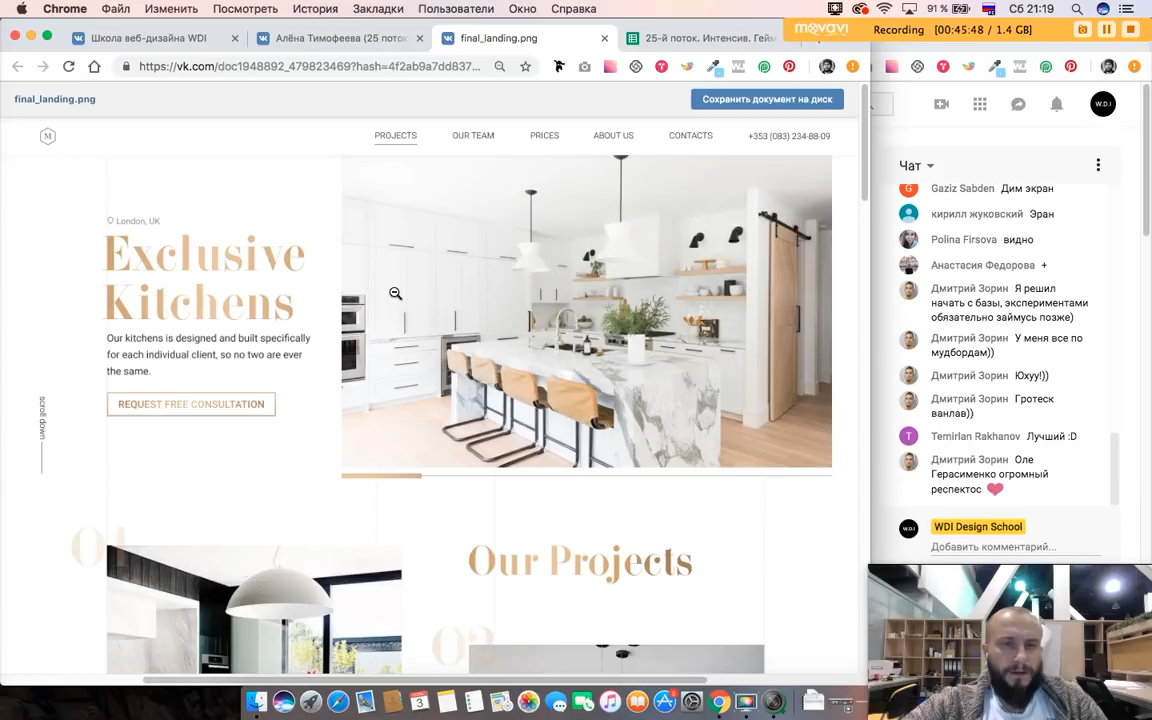 Chrome Файл Изменить Посмотреть История Закладки Пользователи Окно Справка
91 % Сб 21:19
movavi
Recording [00:45:48 / 1.4 GB]
Школа веб-дизайна WDI
Алёна Тимофеева (25 поток
final_landing.png
25-й поток. Интенсив. Гейм
https://vk.com/doc1948892_479823469?hash=4f2ab9a7dd837...
final_landing.png
Сохранить документ на диск
M
PROJECTS
OUR TEAM
PRICES
ABOUT US
CONTACTS
+353 (083) 234-88-09
London, UK
Exclusive
Kitchens
Our kitchens is designed and built specifically
for each individual client, so no two are ever
the same.
REQUEST FREE CONSULTATION
scroll down
01
Our Projects
02
W.D.I
Чат
Gaziz Sabden Дим экран
кирилл жуковский Эран
Polina Firsova видно
Анастасия Федорова +
Дмитрий Зорин Я решил
начать с базы, экспериментами
обязательно займусь позже)
Дмитрий Зорин У меня все по
мудбордам))
Дмитрий Зорин Юхуу!))
Дмитрий Зорин Гротеск
ванлав))
Temirlan Rakhanov Лучший :D
Дмитрий Зорин Оле
Герасименко огромный
респектос
WDI Design School
Добавить комментарий...